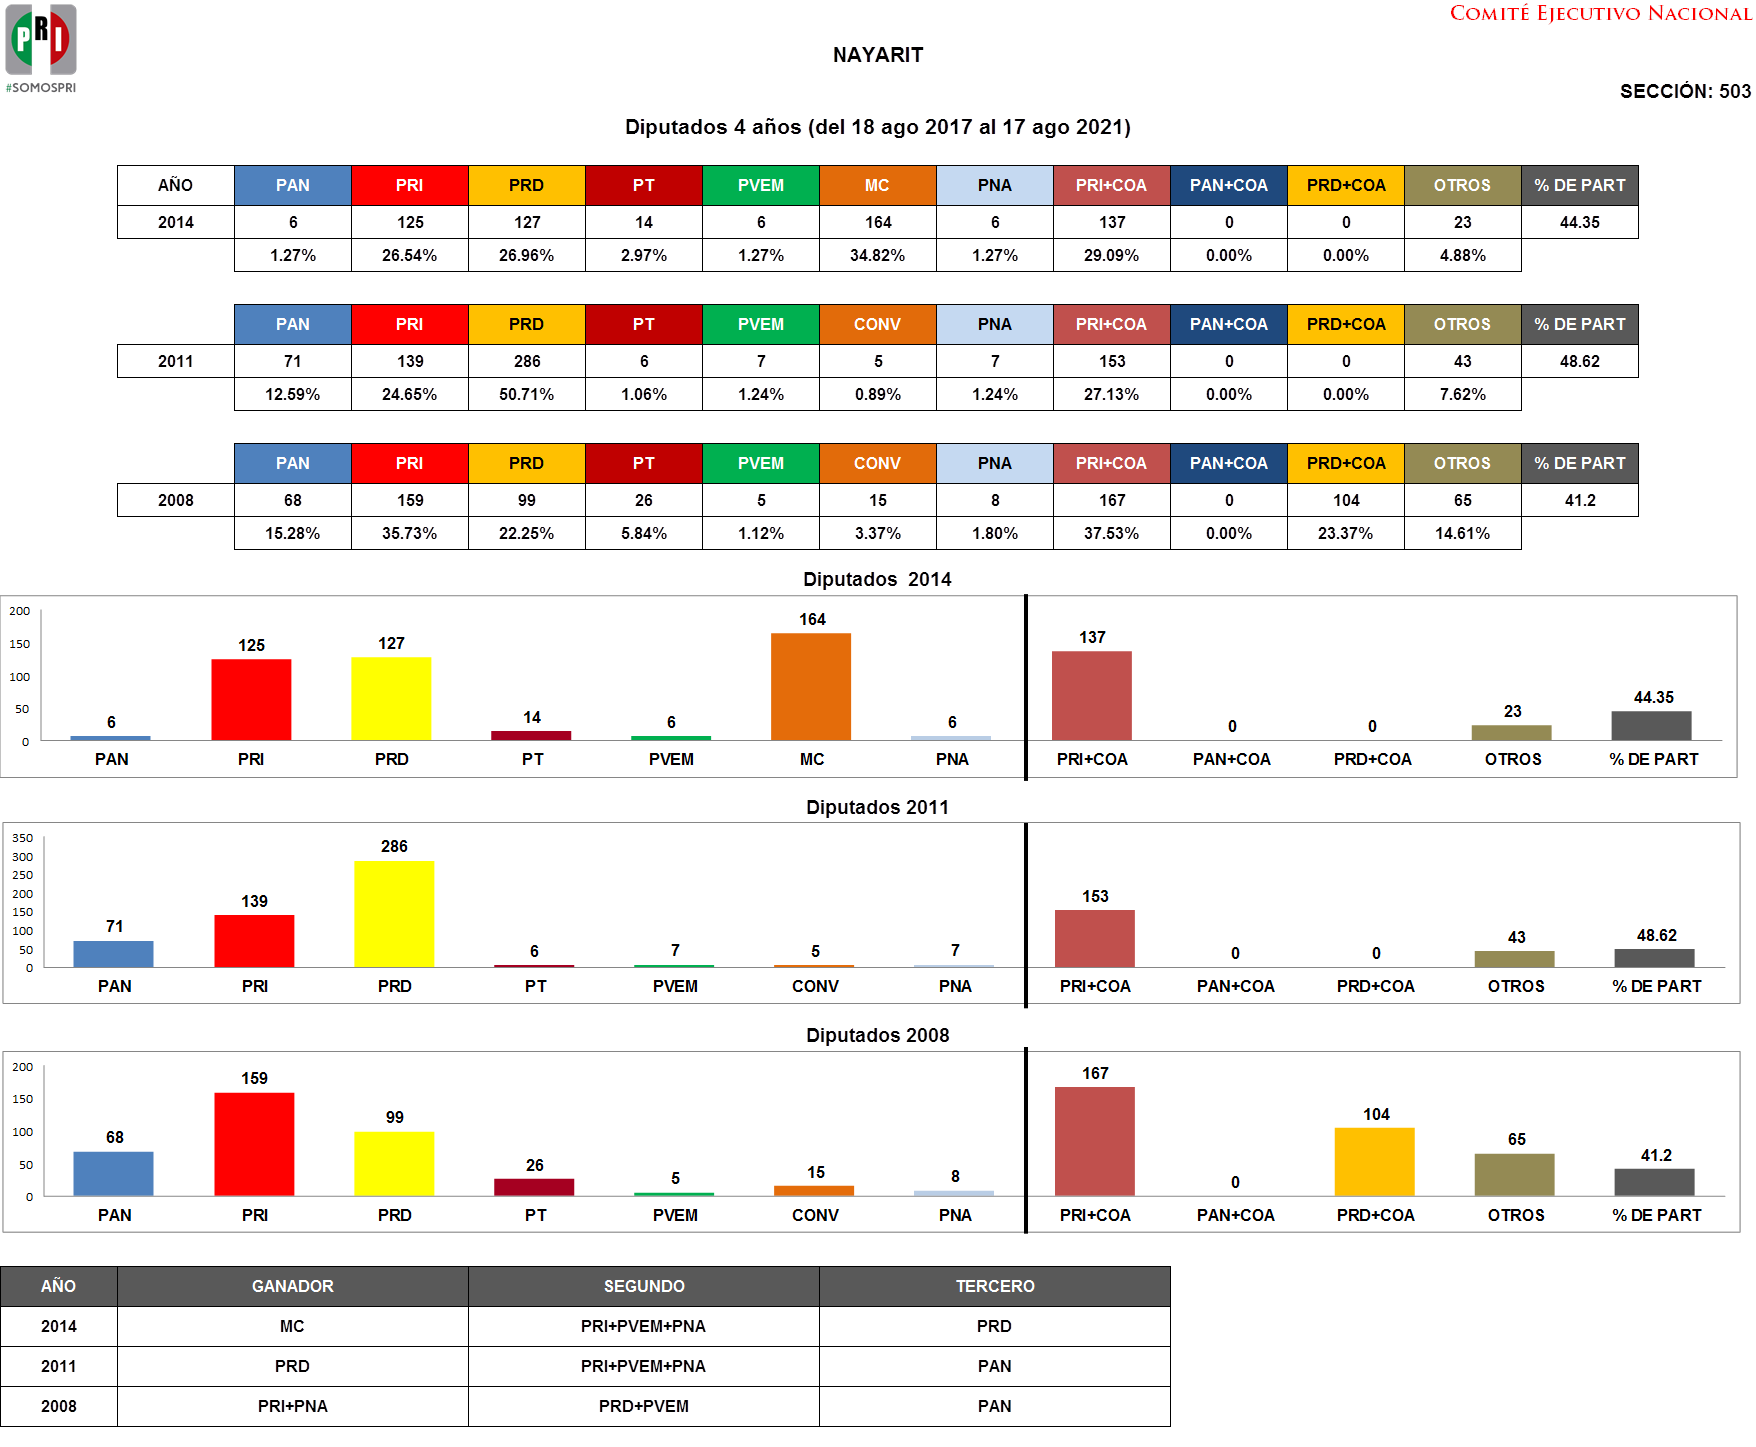 COMITÉ EJECUTIVO NACIONAL
PRI
#SOMOSPRI
NAYARIT
SECCIÓN: 503
Diputados 4 años (del 18 ago 2017 al 17 ago 2021)
AÑO PAN PRI PRD PT PVEM MC PNA PRI+COA PAN+COA PRD+COA OTROS % DE PART
2014 6 125 127 14 6 164 6 137 0 0 23 44.35
1.27% 26.54% 26.96% 2.97% 1.27% 34.82% 1.27% 29.09% 0.00% 0.00% 4.88%
PAN PRI PRD PT PVEM CONV PNA PRI+COA PAN+COA PRD+COA OTROS % DE PART
2011 71 139 286 6 7 5 7 153 0 0 43 48.62
12.59% 24.65% 50.71% 1.06% 1.24% 0.89% 1.24% 27.13% 0.00% 0.00% 7.62%
PAN PRI PRD PT PVEM CONV PNA PRI+COA PAN+COA PRD+COA OTROS % DE PART
2008 68 159 99 26 5 15 8 167 0 104 65 41.2
15.28% 35.73% 22.25% 5.84% 1.12% 3.37% 1.80% 37.53% 0.00% 23.37% 14.61%
Diputados 2014
200
150
100
50
0
6 125 127 14 6 164 6 137 0 0 23 44.35
PAN PRI PRD PT PVEM MC PNA PRI+COA PAN+COA PRD+COA OTROS % DE PART
Diputados 2011
350
300
250
200
150
100
50
0
71 139 286 6 7 5 7 153 0 0 43 48.62
PAN PRI PRD PT PVEM CONV PNA PRI+COA PAN+COA PRD+COA OTROS % DE PART
Diputados 2008
200
150
100
50
0
68 159 99 26 5 15 8 167 0 104 65 41.2
PAN PRI PRD PT PVEM CONV PNA PRI+COA PAN+COA PRD+COA OTROS % DE PART
AÑO GANADOR SEGUNDO TERCERO
2014 MC PRI+PVEM+PNA PRD
2011 PRD PRI+PVEM+PNA PAN
2008 PRI+PNA PRD+PVEM PAN